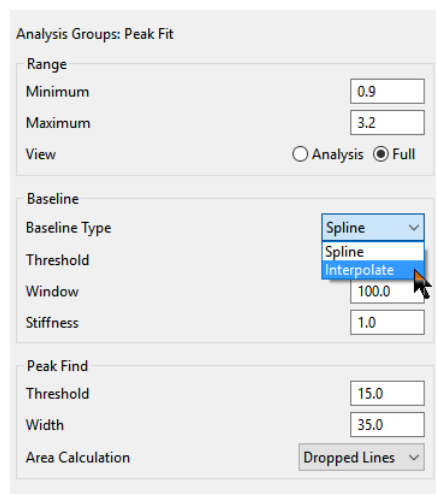 Analysis Groups: Peak Fit
Range
Minimum 0.9
Maximum 3.2
View Analysis Full
Baseline
Baseline Type Spline
Spline
Threshold
Interpolate
Window 100.0
Stiffness 1.0
Peak Find
Threshold 15.0
Width 35.0
Area Calculation Dropped Lines